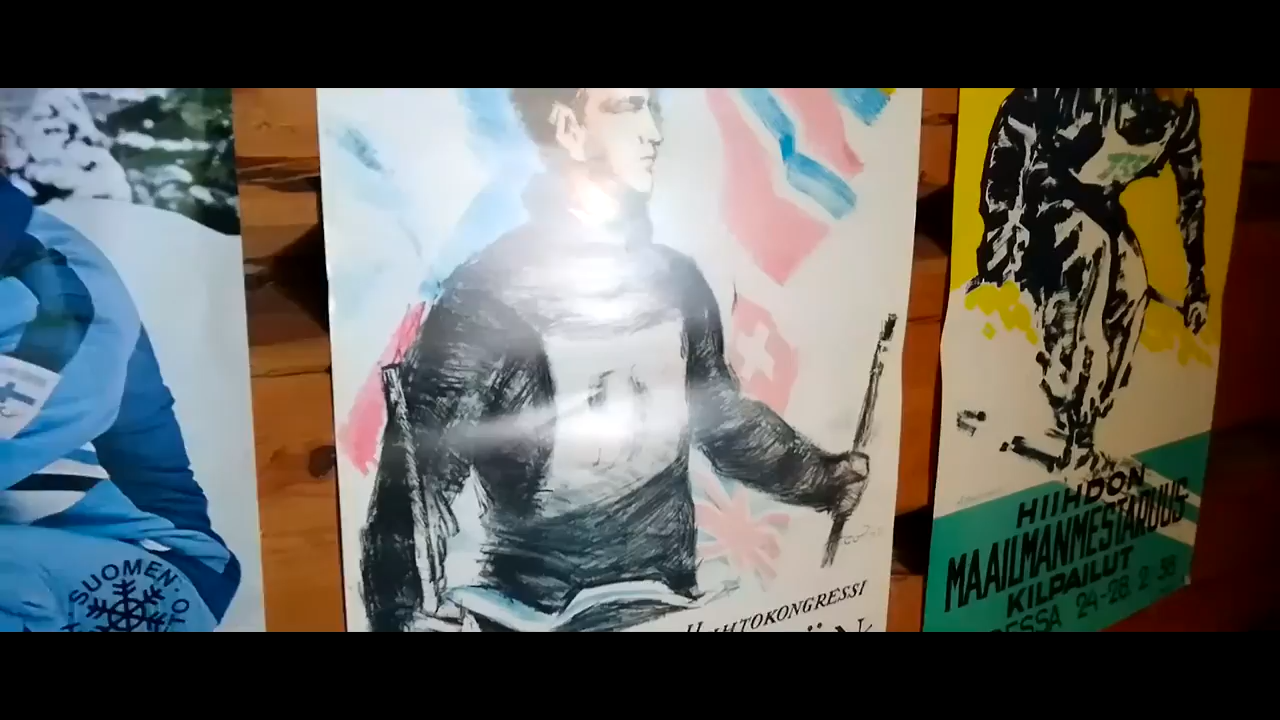 SUOMEN
HIIHTOKONGRESSI
HIIHDON
MAAILMANMESTARUUS
KILPAILUT
24-28.2.38